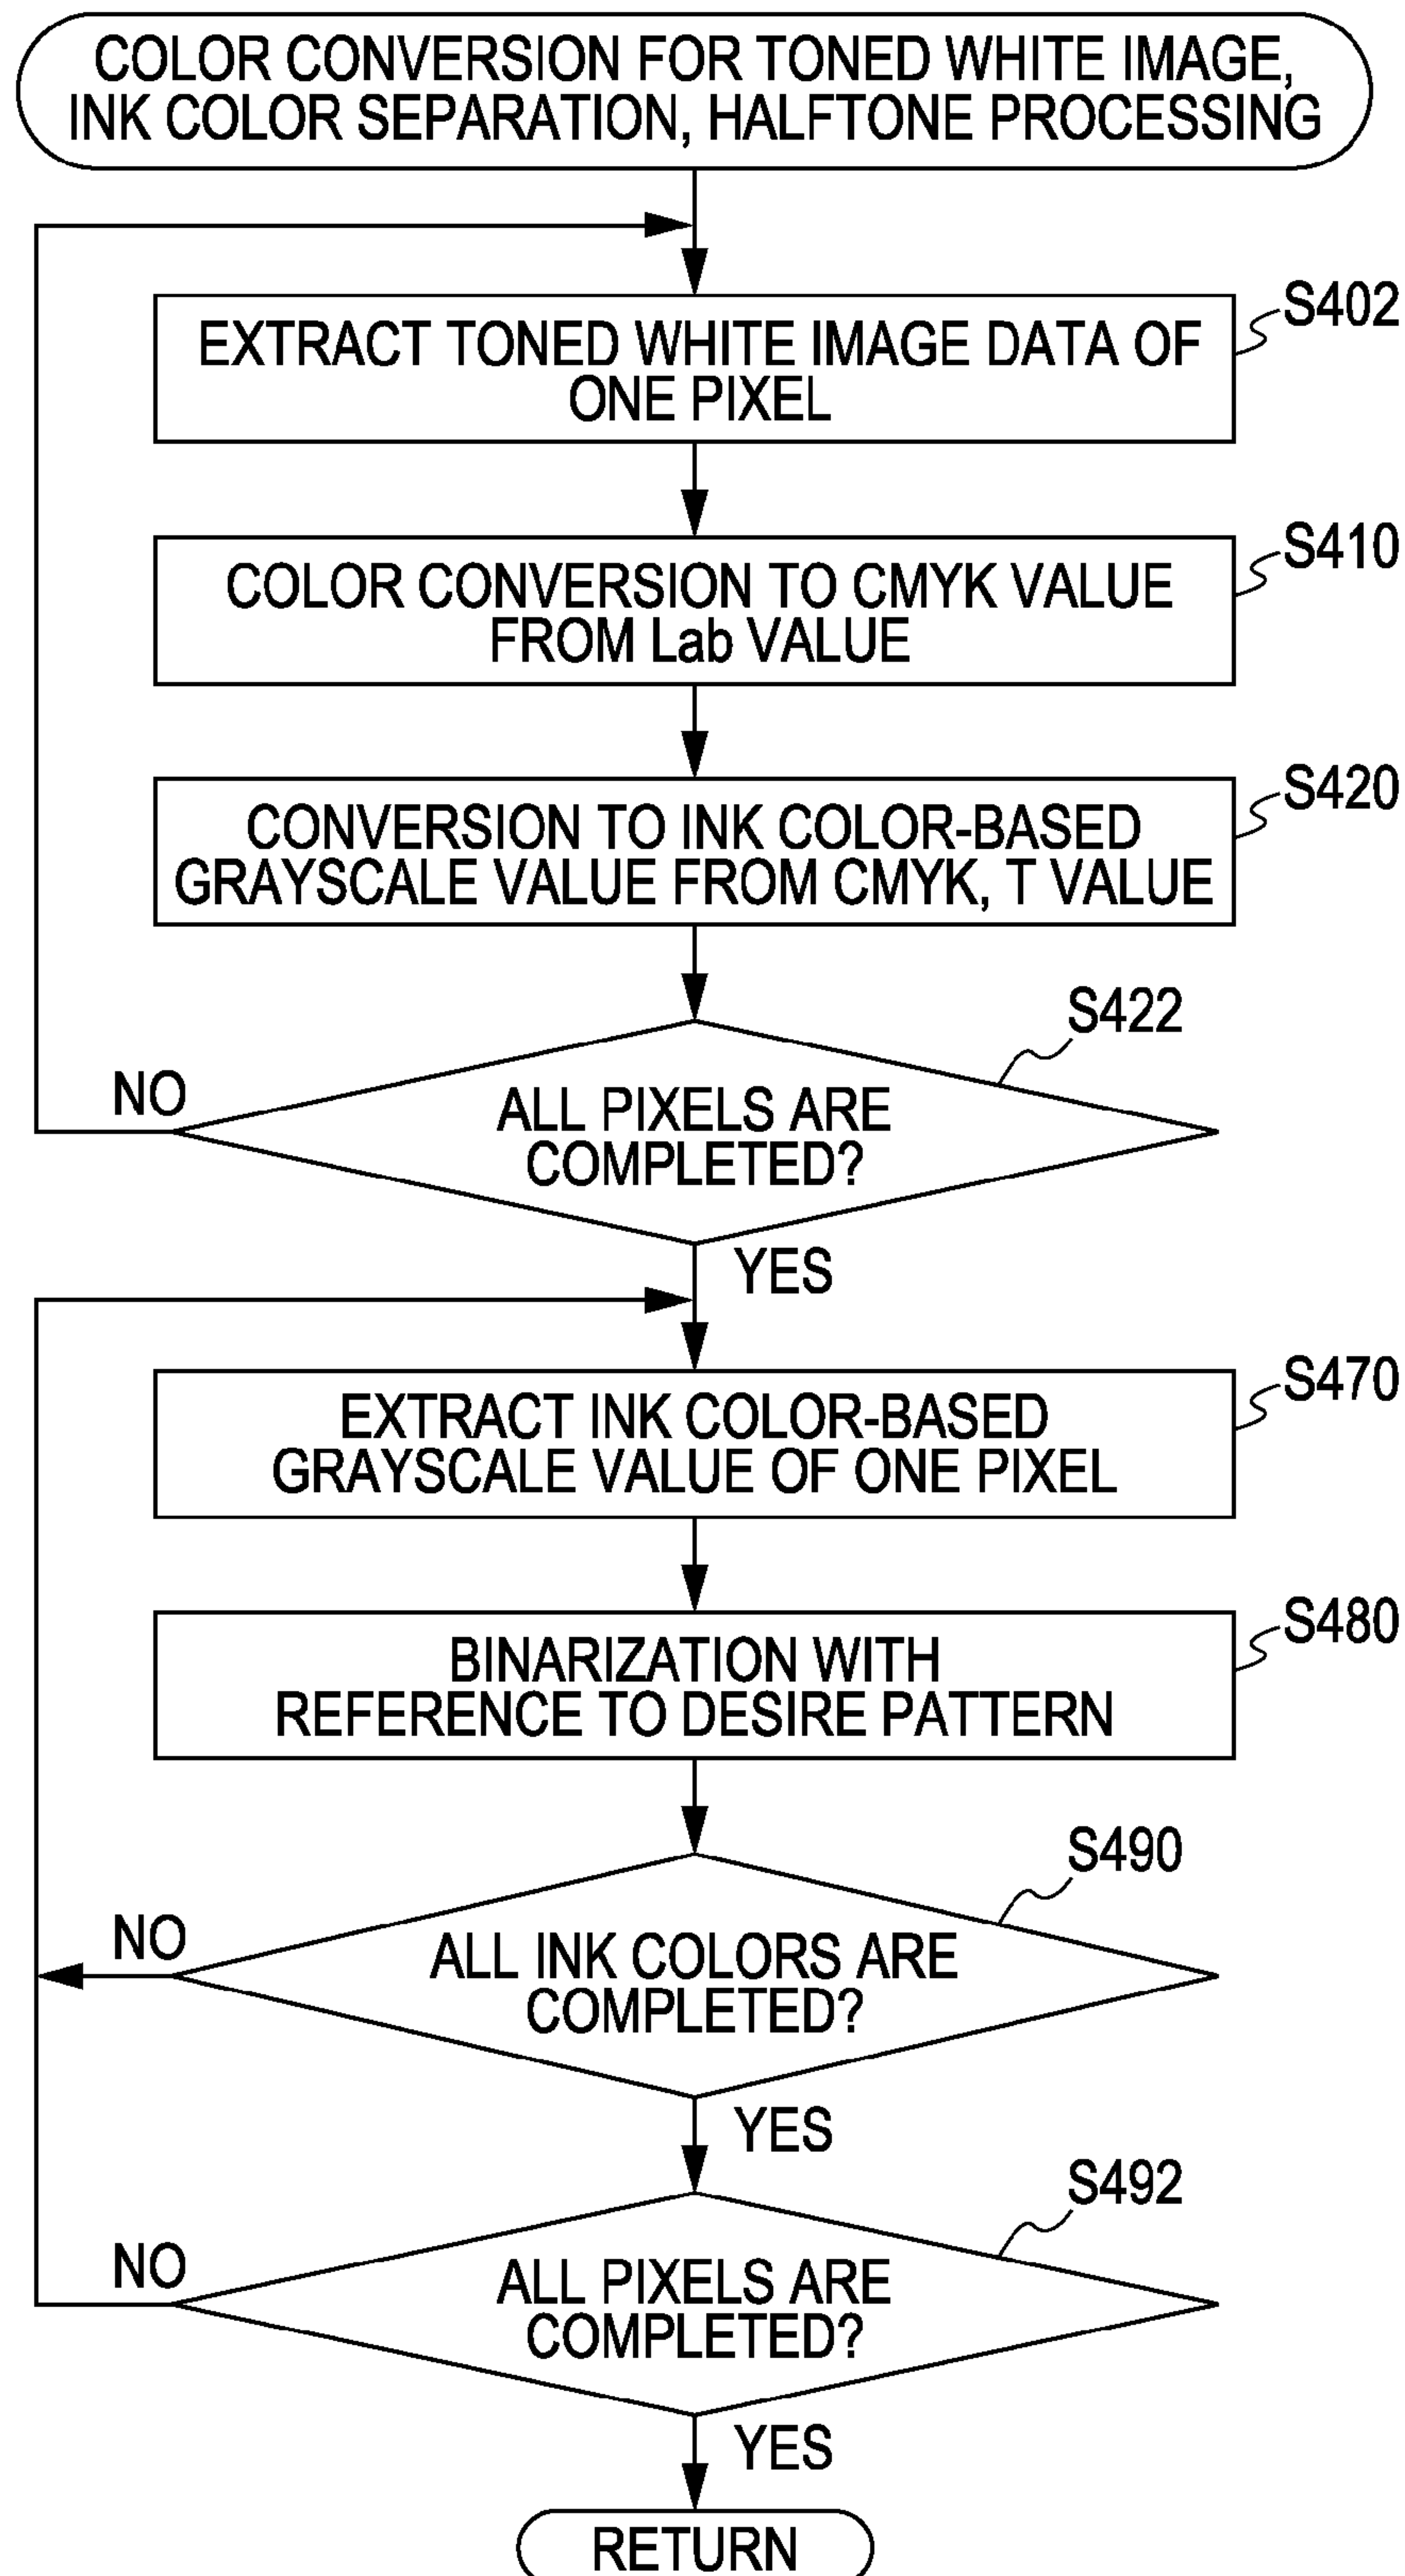 COLOR CONVERSION FOR TONED WHITE IMAGE,
INK COLOR SEPARATION, HALFTONE PROCESSING
EXTRACT TONED WHITE IMAGE DATA OF
ONE PIXEL
S402
COLOR CONVERSION TO CMYK VALUE
FROM Lab VALUE
S410
CONVERSION TO INK COLOR-BASED
GRAYSCALE VALUE FROM CMYK, T VALUE
S420
S422
ALL PIXELS ARE
COMPLETED?
NO
YES
EXTRACT INK COLOR-BASED
GRAYSCALE VALUE OF ONE PIXEL
S470
BINARIZATION WITH
REFERENCE TO DESIRE PATTERN
S480
S490
ALL INK COLORS ARE
COMPLETED?
NO
YES
S492
ALL PIXELS ARE
COMPLETED?
NO
YES
RETURN